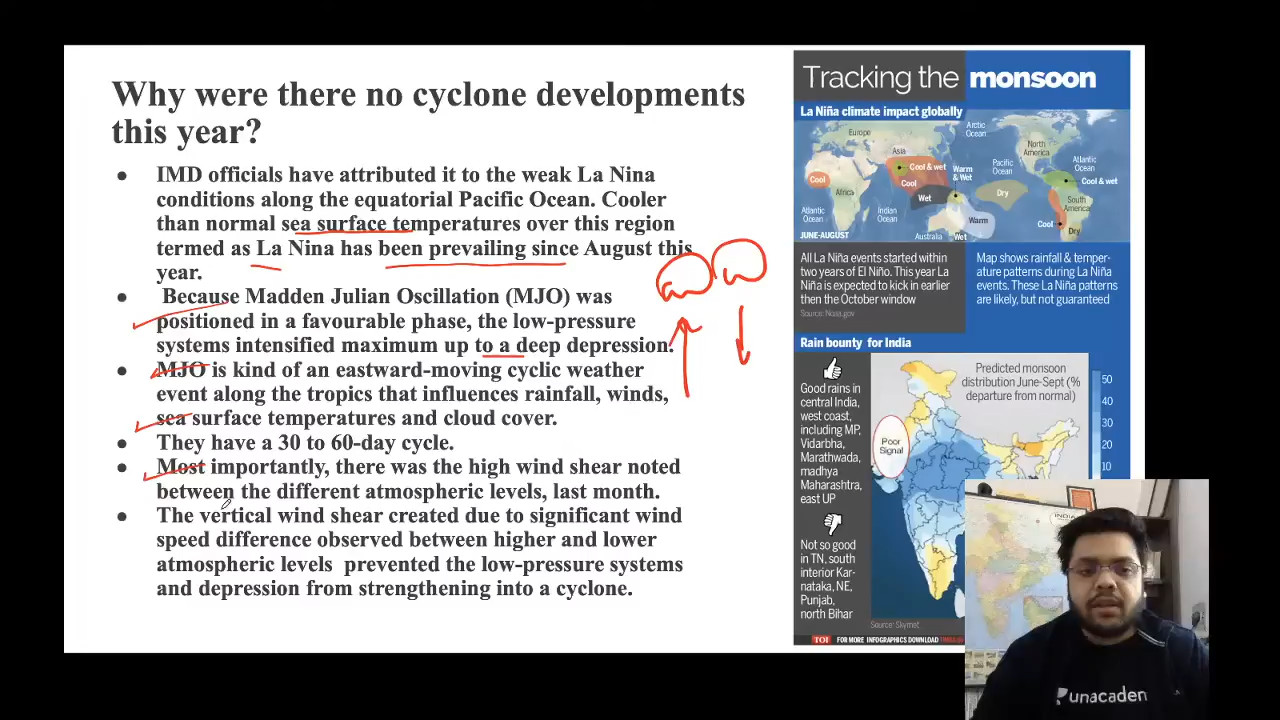 Why were there no cyclone developments
this year?
● IMD officials have attributed it to the weak La Nina
conditions along the equatorial Pacific Ocean. Cooler
than normal sea surface temperatures over this region
termed as La Nina has been prevailing since August this
year.
● Because Madden Julian Oscillation (MJO) was
positioned in a favourable phase, the low-pressure
systems intensified maximum up to a deep depression.
● MJO is kind of an eastward-moving cyclic weather
event along the tropics that influences rainfall, winds,
sea surface temperatures and cloud cover.
● They have a 30 to 60-day cycle.
● Most importantly, there was the high wind shear noted
between the different atmospheric levels, last month.
● The vertical wind shear created due to significant wind
speed difference observed between higher and lower
atmospheric levels prevented the low-pressure systems
and depression from strengthening into a cyclone.
Tracking the monsoon
La Niña climate impact globally
Europe
Arctic
Ocean
North
America
Asia
Cool & wet
Warm
& Wet
Pacific
Ocean
Atlantic
Ocean
Cool
Cool
Cool & wet
Africa
Wet
Dry
South
America
Atlantic
Ocean
Indian
Ocean
Warm
Cool
Australia
Wet
Dry
JUNE-AUGUST
All La Niña events started within
two years of El Niño. This year La
Niña is expected to kick in earlier
then the October window
Source: Noaa.gov
Map shows rainfall & temper-
ature patterns during La Niña
events. These La Niña patterns
are likely, but not guaranteed
Rain bounty for India
Good rains in
central India,
west coast,
including MP,
Vidarbha,
Marathwada,
madhya
Maharashtra,
east UP
Not so good
in TN, south
interior Kar-
nataka, NE,
Punjab,
north Bihar
Predicted monsoon
distribution June-Sept (%
departure from normal)
Poor
Signal
50
40
30
20
10
Source: Skymet
TOI FOR MORE INFOGRAPHICS DOWNLOAD
INDIA
unacaden